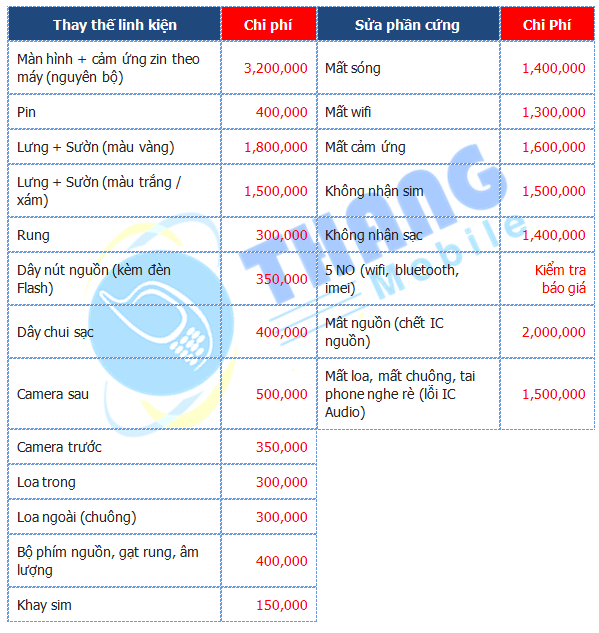 Thay thế linh kiện Chi phí Sửa phần cứng Chi Phí
Màn hình + cảm ứng zin theo
máy (nguyên bộ) 3,200,000 Mất sóng 1,400,000
Pin 400,000 Mất wifi 1,300,000
Lưng + Sườn (màu vàng) 1,800,000 Mất cảm ứng 1,600,000
Lưng + Sườn (màu trắng /
xám) 1,500,000 Không nhận sim 1,500,000
Rung 300,000 Không nhận sạc 1,400,000
Dây nút nguồn (kèm đèn
Flash) 350,000 5 NO (wifi, bluetooth,
imei) Kiểm tra
báo giá
Dây chui sạc 400,000 Mất nguồn (chết IC
nguồn) 2,000,000
Camera sau 500,000 Mất loa, mất chuông, tai
phone nghe rè (lỗi IC
Audio) 1,500,000
Camera trước 350,000
Loa trong 300,000
Loa ngoài (chuông) 300,000
Bộ phím nguồn, gạt rung, âm
lượng 400,000
Khay sim 150,000
THANG
Mobile